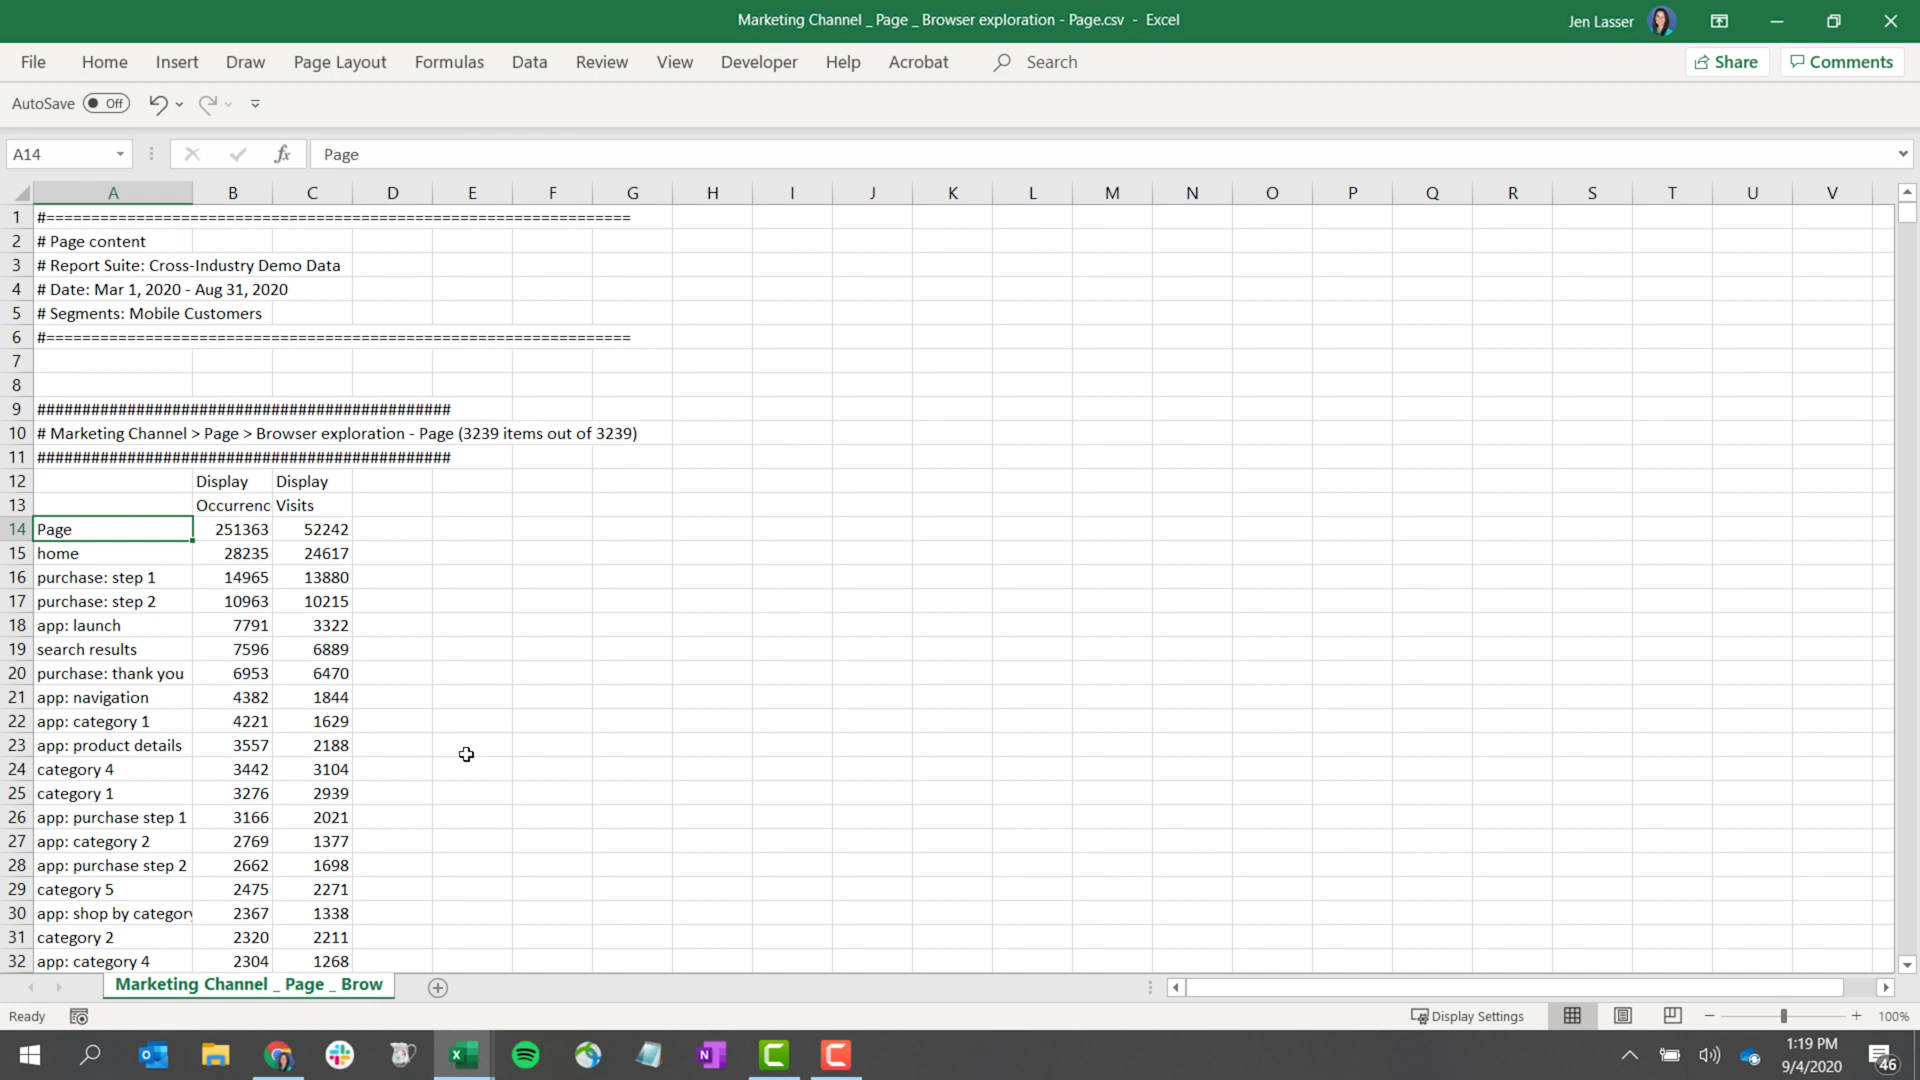 Marketing Channel _ Page _ Browser exploration - Page.csv - Excel
Jen Lasser
File Home Insert Draw Page Layout Formulas Data Review View Developer Help Acrobat Search Share Comments
AutoSave Off
A14 fx Page
A B C D E F G H I J K L M N O P Q R S T U V
1 #=================================================================
2 # Page content
3 # Report Suite: Cross-Industry Demo Data
4 # Date: Mar 1, 2020 - Aug 31, 2020
5 # Segments: Mobile Customers
6 #=================================================================
7
8
9 ##############################################
10 # Marketing Channel > Page > Browser exploration - Page (3239 items out of 3239)
11 ##############################################
12 Display Display
13 Occurrenc Visits
14 Page 251363 52242
15 home 28235 24617
16 purchase: step 1 14965 13880
17 purchase: step 2 10963 10215
18 app: launch 7791 3322
19 search results 7596 6889
20 purchase: thank you 6953 6470
21 app: navigation 4382 1844
22 app: category 1 4221 1629
23 app: product details 3557 2188
24 category 4 3442 3104
25 category 1 3276 2939
26 app: purchase step 1 3166 2021
27 app: category 2 2769 1377
28 app: purchase step 2 2662 1698
29 category 5 2475 2271
30 app: shop by category 2367 1338
31 category 2 2320 2211
32 app: category 4 2304 1268
Marketing Channel _ Page _ Brow
Ready Display Settings 100%
1:19 PM
9/4/2020
46